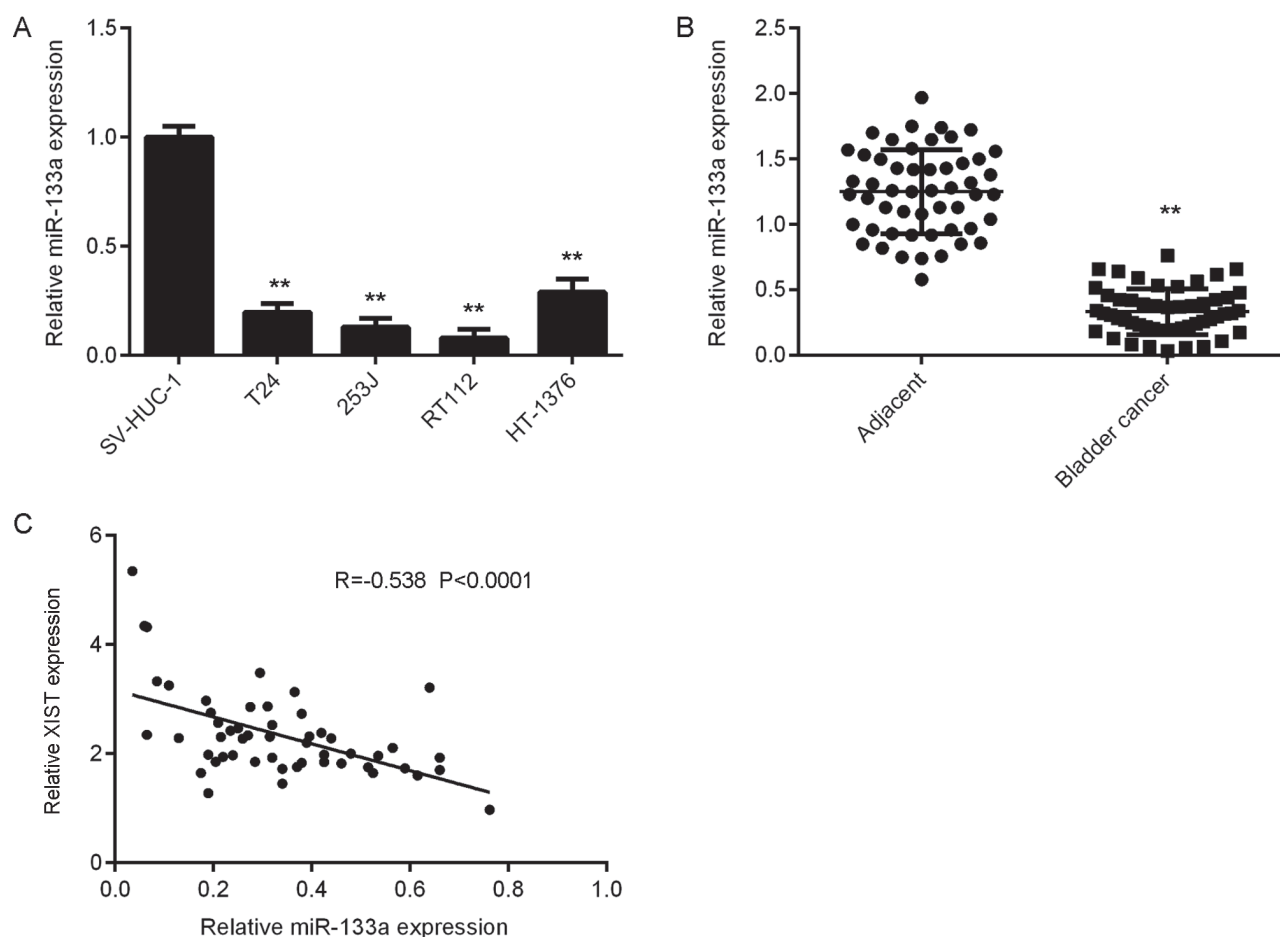 A
Relative miR-133a expression
1.5
1.0
0.5
0.0
**
**
**
**
SV-HUC-1
T24
253J
RT112
HT-1376
B
Relative miR-133a expression
2.5
2.0
1.5
1.0
0.5
0.0
**
Adjacent
Bladder cancer
C
Relative XIST expression
6
4
2
0
R=-0.538 P<0.0001
0.0 0.2 0.4 0.6 0.8 1.0
Relative miR-133a expression